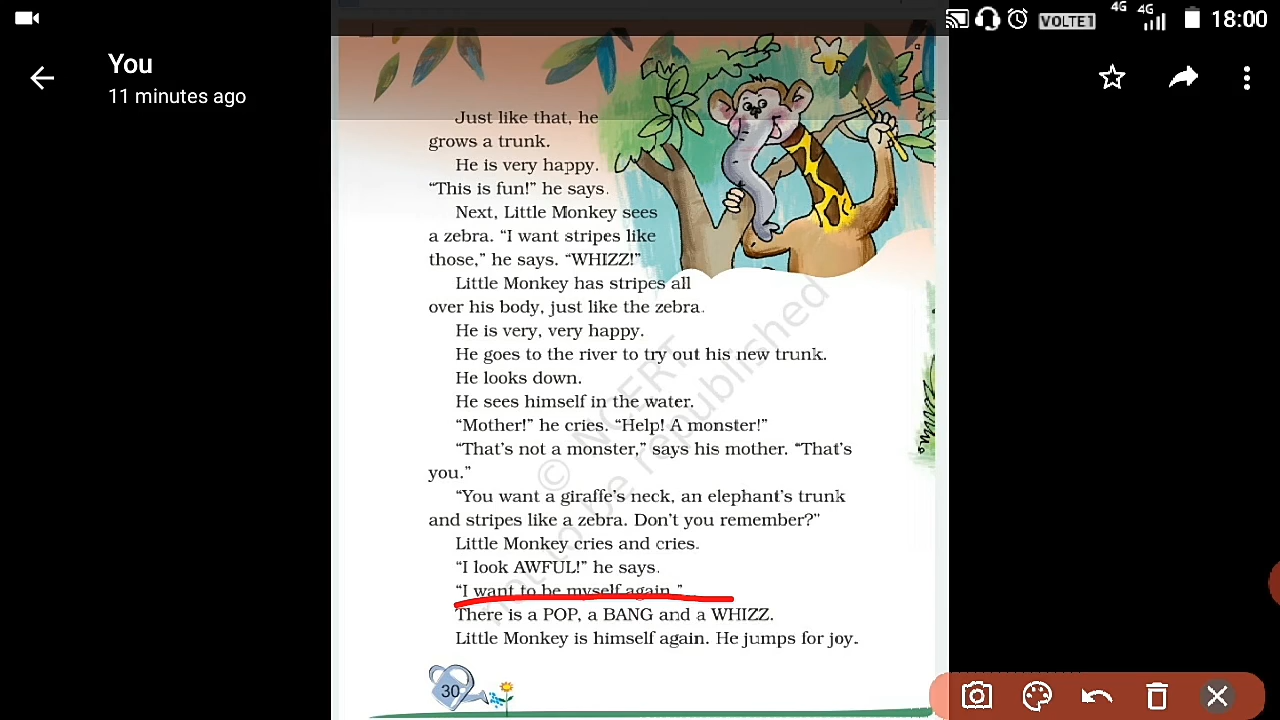 4G
4G
VOLTE1
18:00
You
11 minutes ago
Just like that, he
grows a trunk.
He is very happy.
“This is fun!” he says.
Next, Little Monkey sees
a zebra. “I want stripes like
those,” he says. “WHIZZ!”
Little Monkey has stripes all
over his body, just like the zebra.
He is very, very happy.
He goes to the river to try out his new trunk.
He looks down.
He sees himself in the water.
“Mother!” he cries. “Help! A monster!”
“That’s not a monster,” says his mother. “That’s
you.”
“You want a giraffe’s neck, an elephant’s trunk
and stripes like a zebra. Don’t you remember?”
Little Monkey cries and cries.
“I look AWFUL!” he says.
“I want to be myself again.”
There is a POP, a BANG and a WHIZZ.
Little Monkey is himself again. He jumps for joy.
30
© NCERT
not to be republished